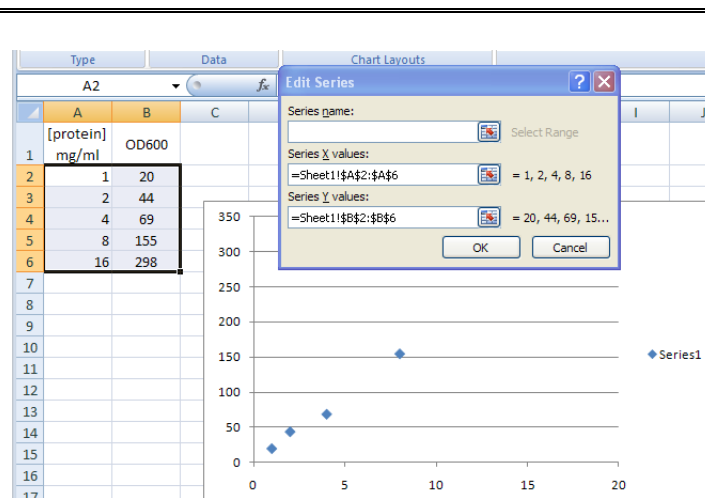 Type Data Chart Layouts
A2 fx Edit Series ?
A B C I J
1 [protein] mg/ml OD600
Series name:
Select Range
Series X values:
=Sheet1!$A$2:$A$6 = 1, 2, 4, 8, 16
Series Y values:
=Sheet1!$B$2:$B$6 = 20, 44, 69, 15...
OK Cancel
2 1 20
3 2 44
4 4 69
5 8 155
6 16 298
7
8
9
10
11
12
13
14
15
16
17
350
300
250
200
150
100
50
0
0 5 10 15 20
Series1